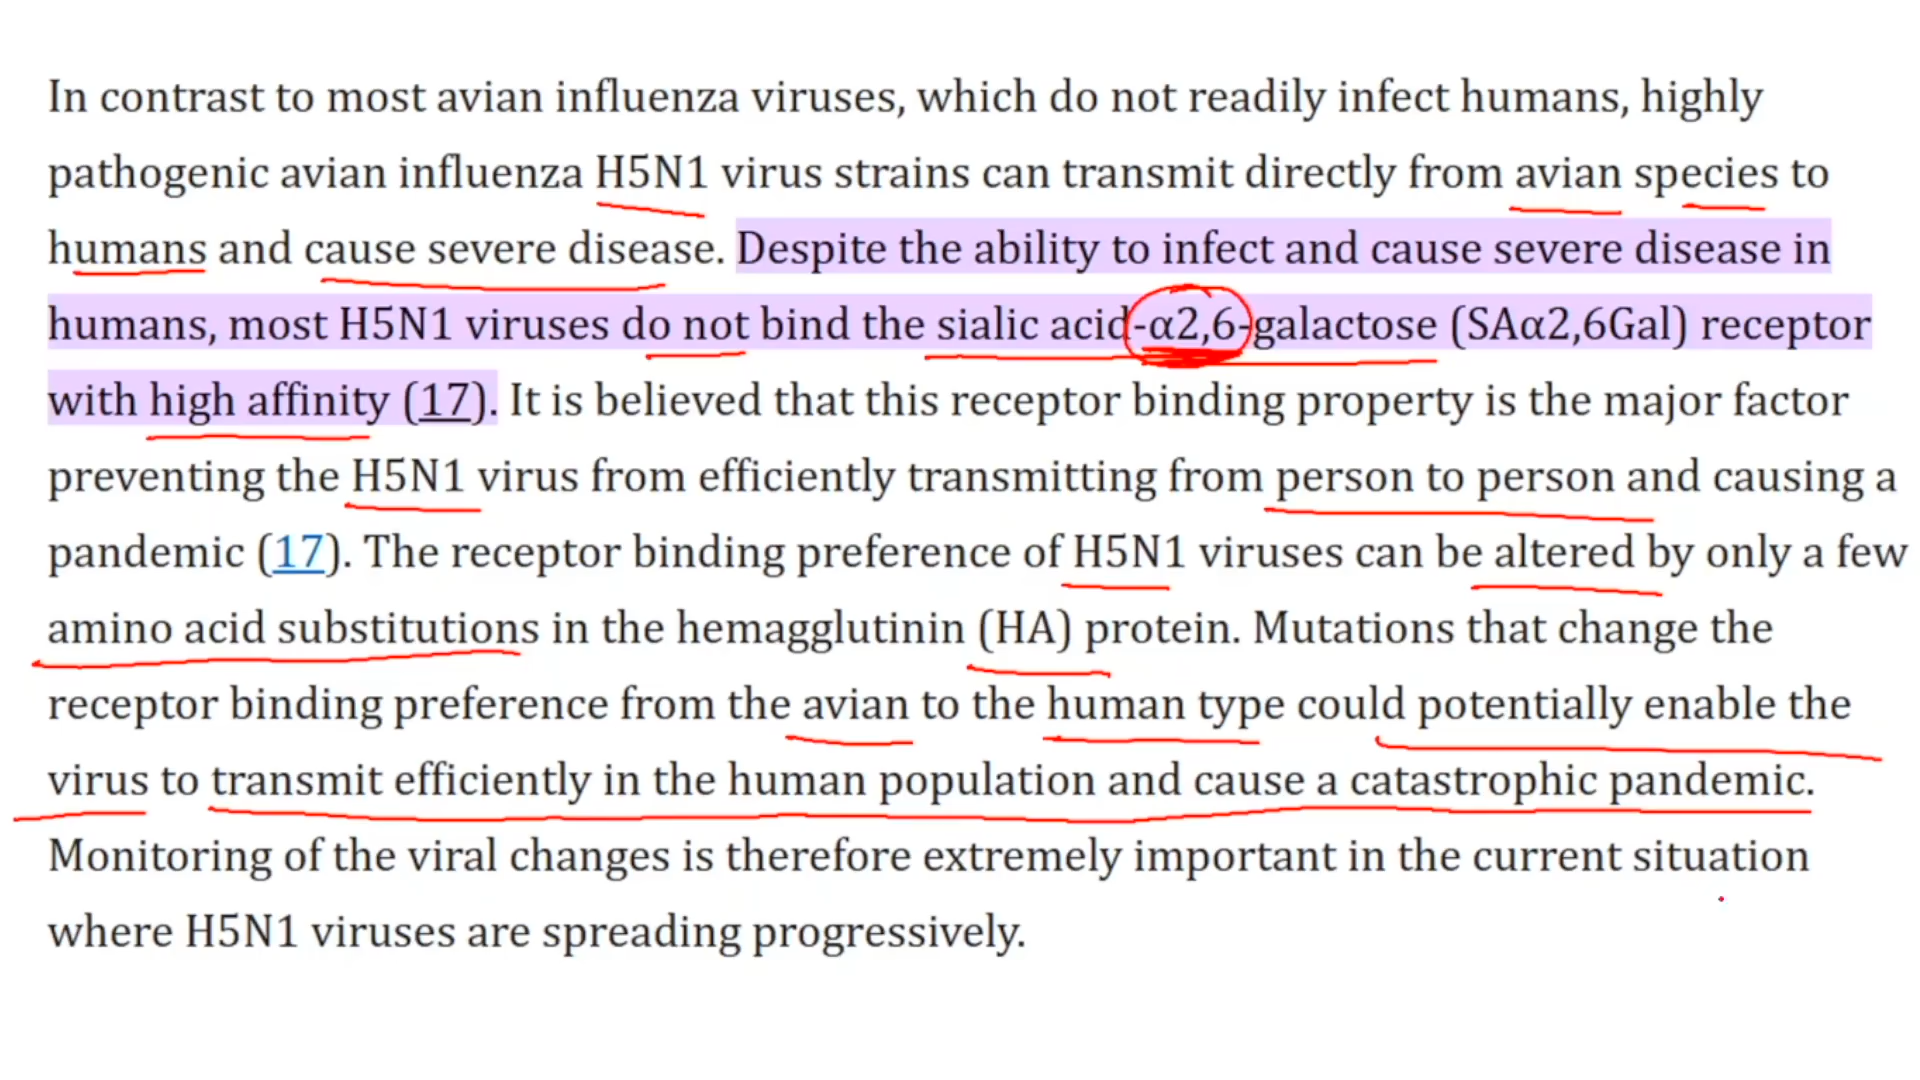 In contrast to most avian influenza viruses, which do not readily infect humans, highly
pathogenic avian influenza H5N1 virus strains can transmit directly from avian species to
humans and cause severe disease. Despite the ability to infect and cause severe disease in
humans, most H5N1 viruses do not bind the sialic acid-α2,6-galactose (SAα2,6Gal) receptor
with high affinity (17). It is believed that this receptor binding property is the major factor
preventing the H5N1 virus from efficiently transmitting from person to person and causing a
pandemic (17). The receptor binding preference of H5N1 viruses can be altered by only a few
amino acid substitutions in the hemagglutinin (HA) protein. Mutations that change the
receptor binding preference from the avian to the human type could potentially enable the
virus to transmit efficiently in the human population and cause a catastrophic pandemic.
Monitoring of the viral changes is therefore extremely important in the current situation
where H5N1 viruses are spreading progressively.